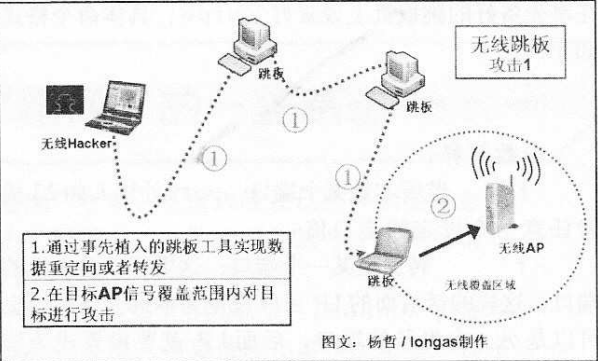 无线跳板
攻击1
跳板
跳板
无线Hacker
①
①
①
②
无线AP
跳板
无线覆盖区域
1.通过事先植入的跳板工具实现数
据重定向或者转发
2.在目标AP信号覆盖范围内对目
标进行攻击
图文：杨哲 / longas制作